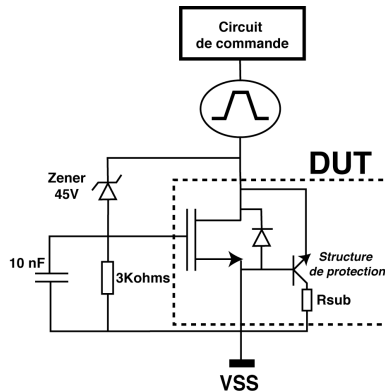 Circuit
de commande
DUT
Zener
45V
Structure
de protection
10 nF
3Kohms
Rsub
VSS